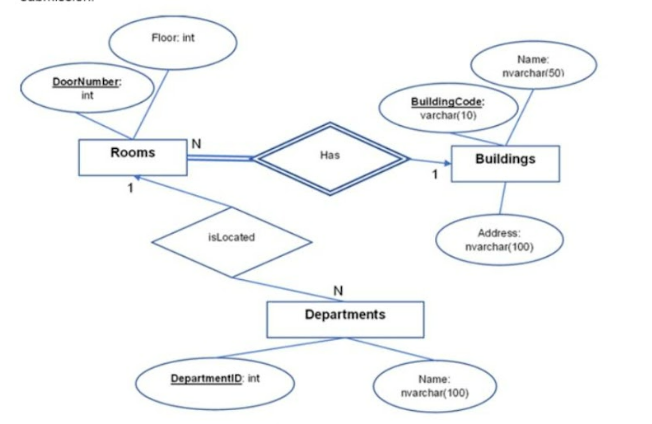 submission.
Floor: int
Name:
nvarchar(50)
DoorNumber:
int
BuildingCode:
varchar(10)
Rooms
N
Has
1
Buildings
1
isLocated
Address:
nvarchar(100)
N
Departments
DepartmentID: int
Name:
nvarchar(100)